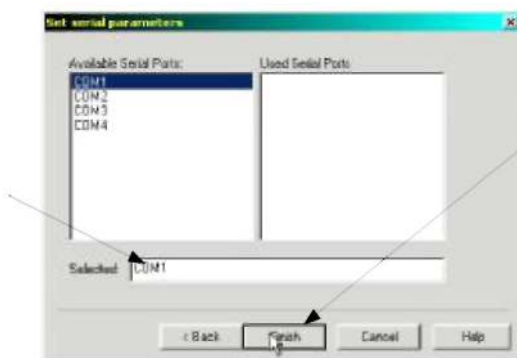 Set serial parameters
Available Serial Ports:
Used Serial Ports
COM1
COM2
COM3
COM4
Selected: COM1
< Back
Finish
Cancel
Help